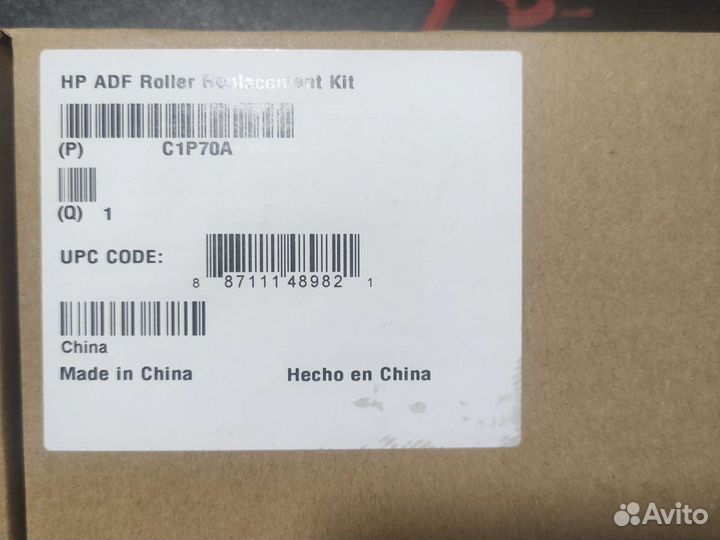 HP ADF Roller Replacement Kit
(P) C1P70A
(Q) 1
UPC CODE:
8 87111 48982 1
China
Made in China Hecho en China
Avito